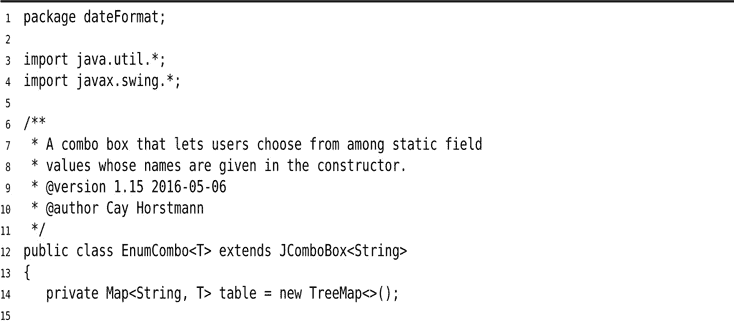 1 package dateFormat;
2
3 import java.util.*;
4 import javax.swing.*;
5
6 /**
7  * A combo box that lets users choose from among static field
8  * values whose names are given in the constructor.
9  * @version 1.15 2016-05-06
10  * @author Cay Horstmann
11  */
12 public class EnumCombo<T> extends JComboBox<String>
13 {
14    private Map<String, T> table = new TreeMap<>();
15